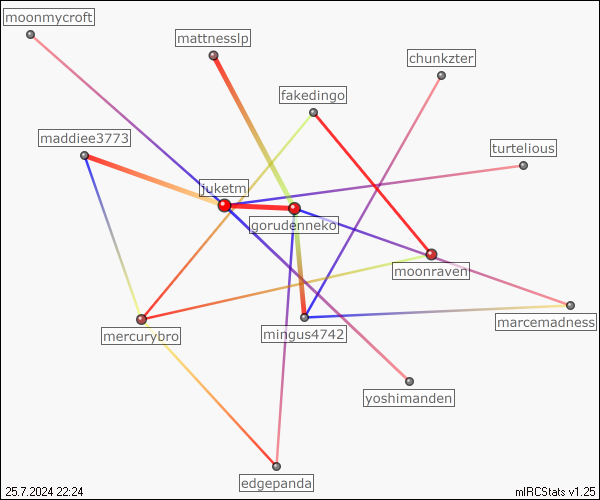 moonmycroft
mattnesslp
chunkzter
fakedingo
maddiee3773
turtelious
juketm
gorudenneko
moonraven
marcemadness
mercurybro
mingus4742
yoshimanden
edgepanda
25.7.2024 22:24
mIRCStats v1.25